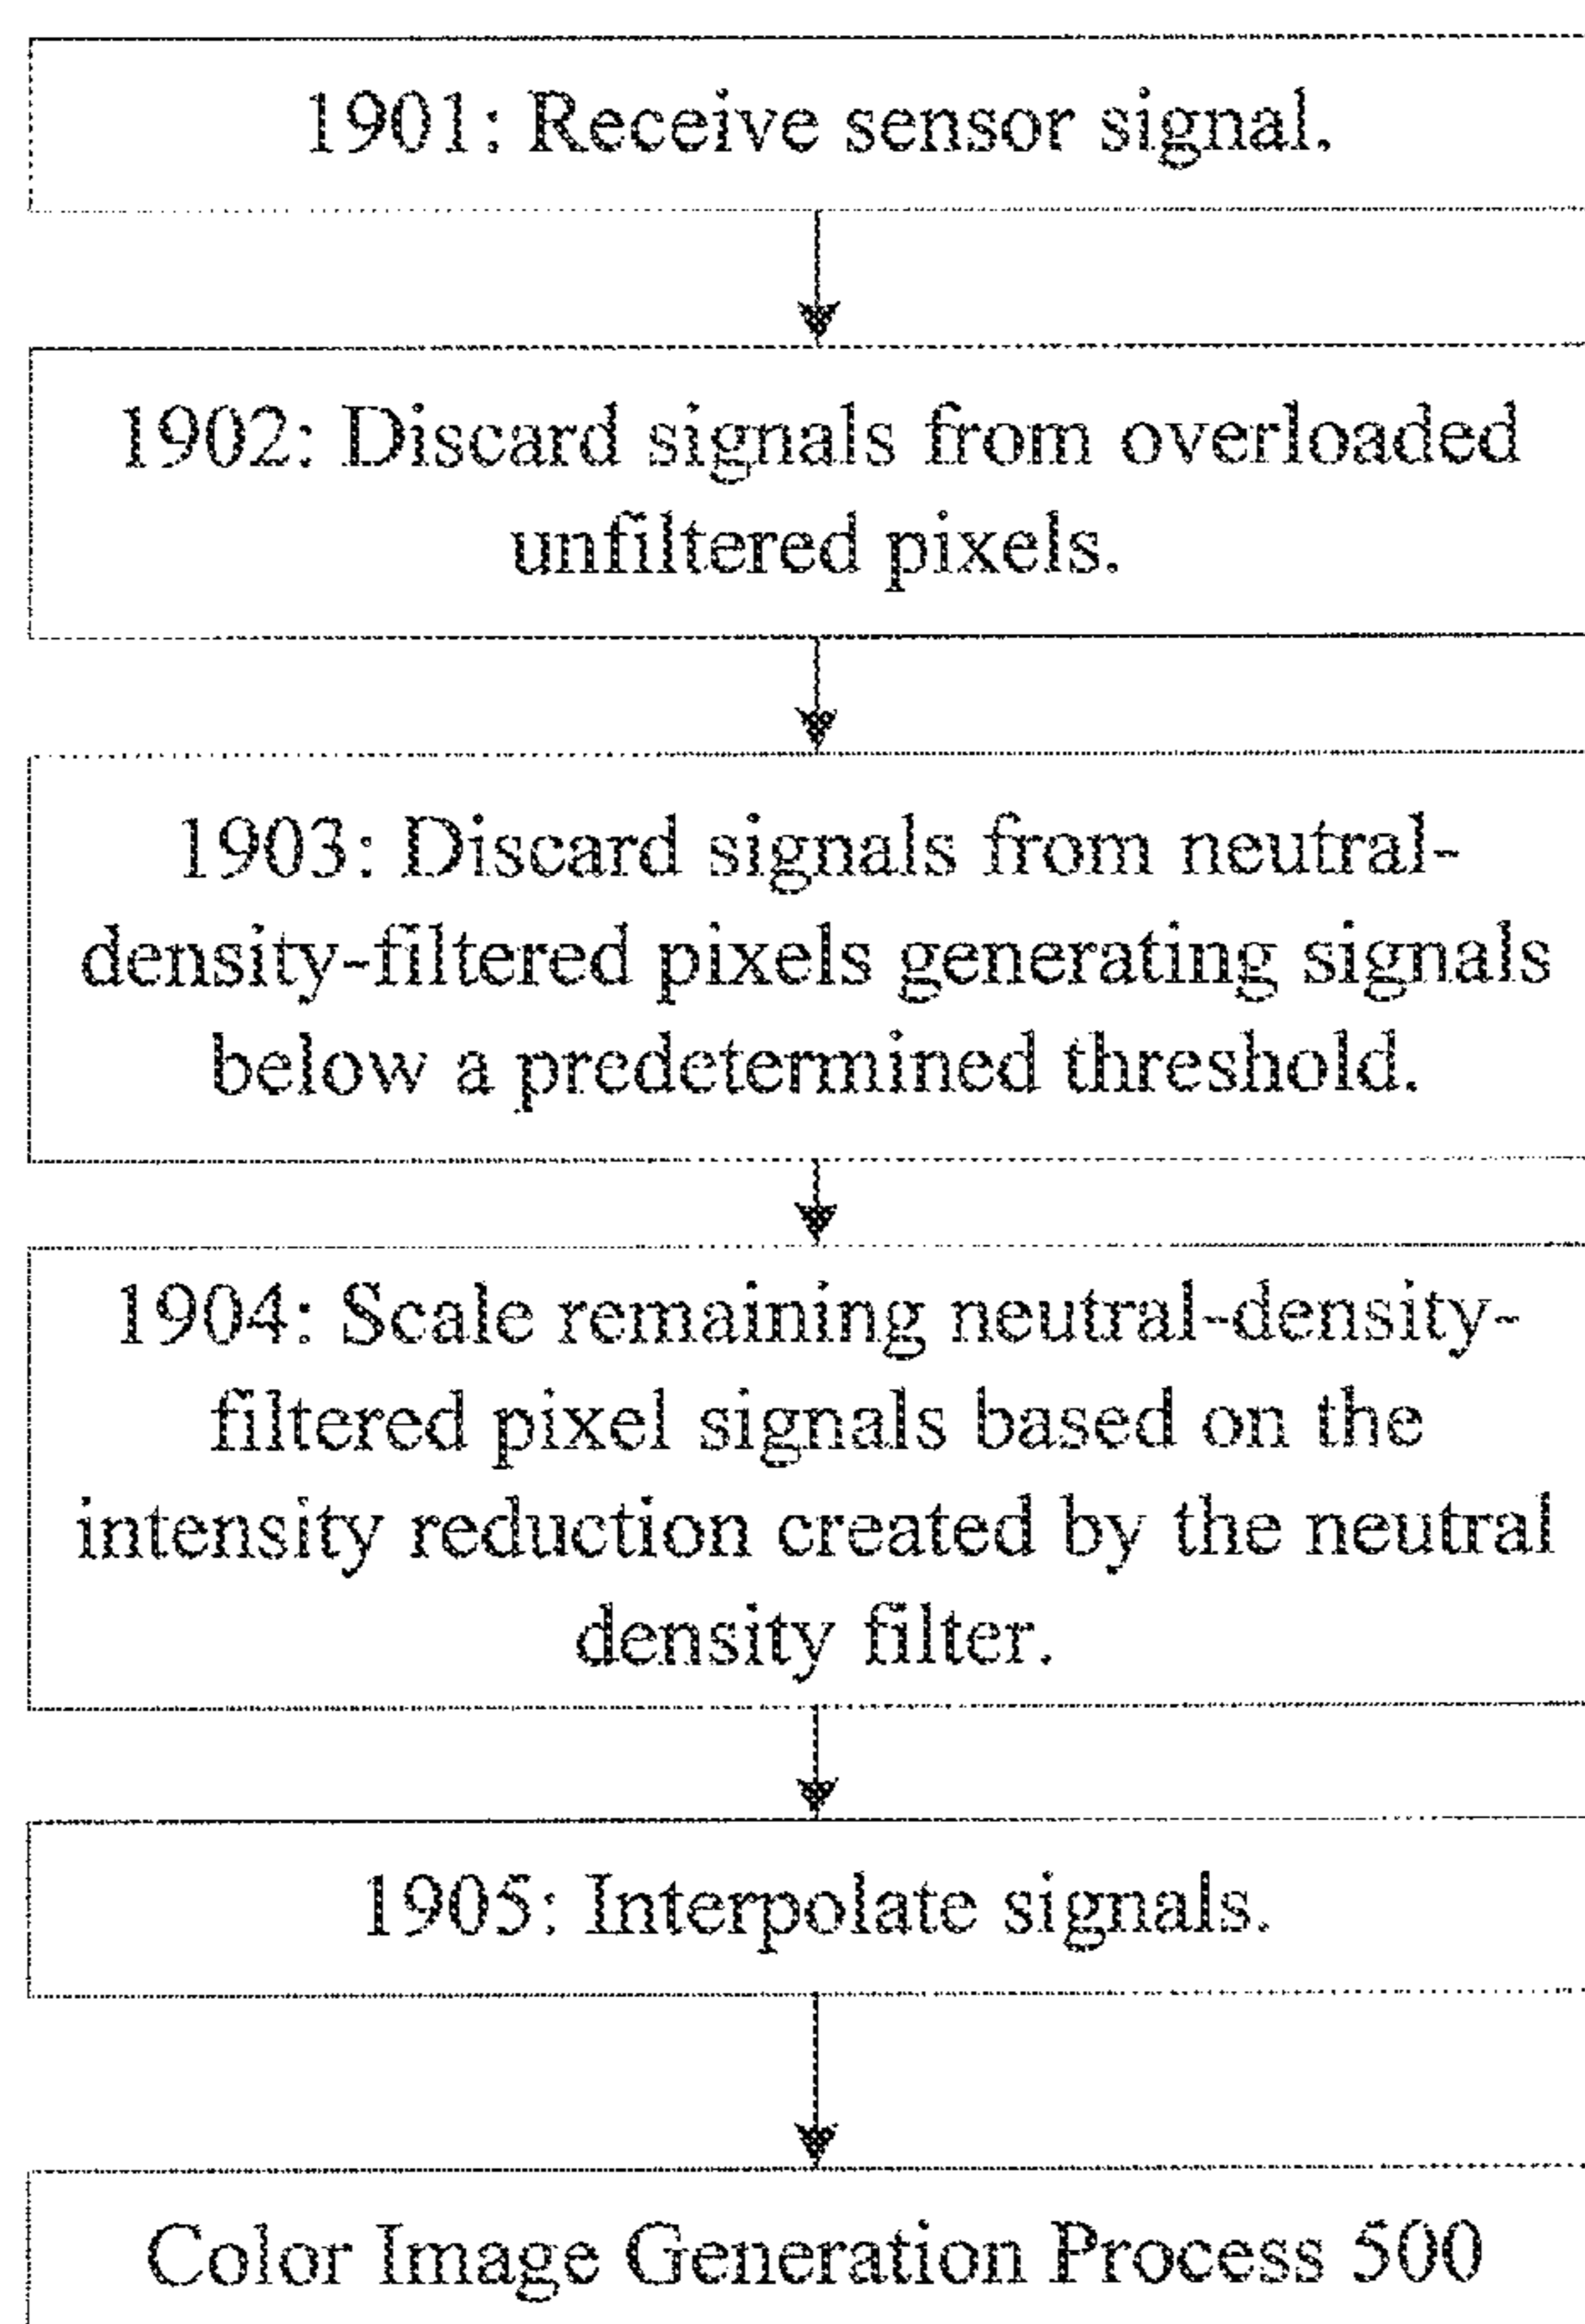 1901: Receive sensor signal.
1902: Discard signals from overloaded
unfiltered pixels.
1903: Discard signals from neutral-
density-filtered pixels generating signals
below a predetermined threshold.
1904: Scale remaining neutral-density-
filtered pixel signals based on the
intensity reduction created by the neutral
density filter.
1905: Interpolate signals.
Color Image Generation Process 500